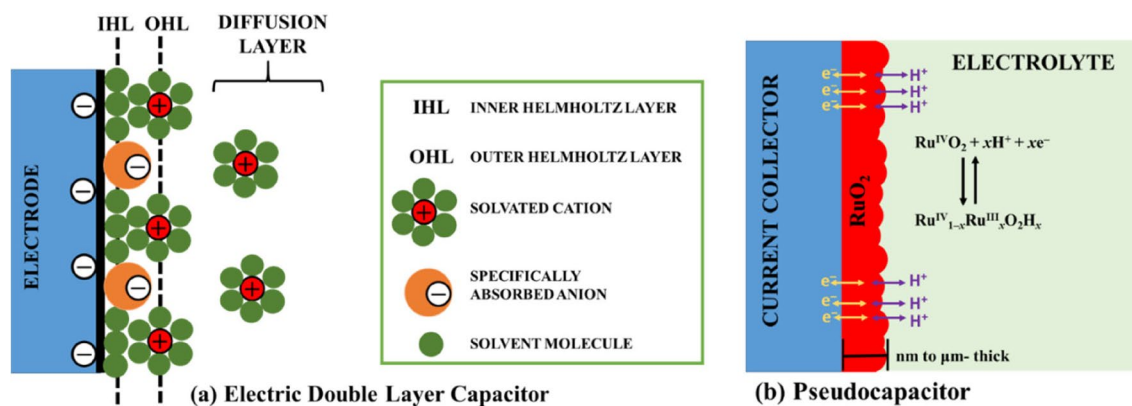 IHL OHL
DIFFUSION
LAYER
ELECTRODE
IHL INNER HELMHOLTZ LAYER
OHL OUTER HELMHOLTZ LAYER
SOLVATED CATION
SPECIFICALLY
ABSORBED ANION
SOLVENT MOLECULE
(a) Electric Double Layer Capacitor
CURRENT COLLECTOR
RuO₂
ELECTROLYTE
e⁻ H⁺
e⁻ H⁺
e⁻ H⁺
RuᴵⱽO₂ + xH⁺ + xe⁻
Ruᴵⱽ₁₋ₓRuᴵᴵᴵₓO₂Hₓ
e⁻ H⁺
e⁻ H⁺
e⁻ H⁺
nm to μm- thick
(b) Pseudocapacitor